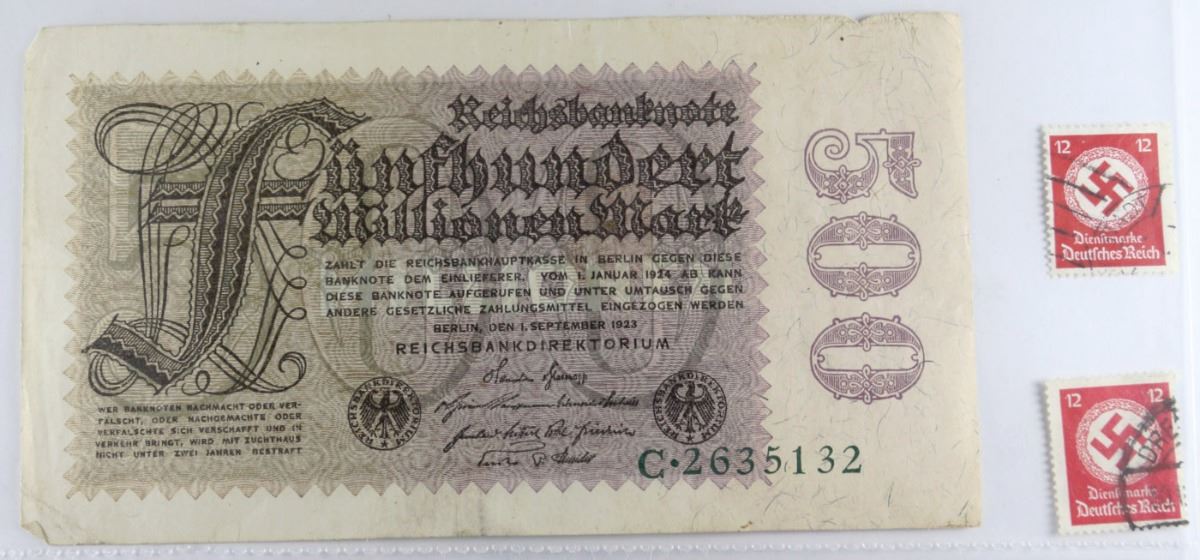 Reichsbanknote
Fünfhundert
Millionen Mark
ZAHLT DIE REICHSBANKHAUPTKASSE IN BERLIN GEGEN DIESE
BANKNOTE DEM EINLIEFERER. VOM 1. JANUAR 1924 AB KANN
DIESE BANKNOTE AUFGERUFEN UND UNTER UMTAUSCH GEGEN
ANDERE GESETZLICHE ZAHLUNGSMITTEL EINGEZOGEN WERDEN
BERLIN, DEN 1. SEPTEMBER 1923
REICHSBANKDIREKTORIUM
WER BANKNOTEN NACHMACHT ODER VER-
FÄLSCHT, ODER NACHGEMACHTE ODER
VERFÄLSCHTE SICH VERSCHAFFT UND IN
VERKEHR BRINGT, WIRD MIT ZUCHTHAUS
NICHT UNTER ZWEI JAHREN BESTRAFT
REICHSBANKDIREKTORIUM
REICHSBANKDIREKTORIUM
C·2635132
500
12 12
Dienstmarke
Deutsches Reich
12 12
Dienstmarke
Deutsches Reich